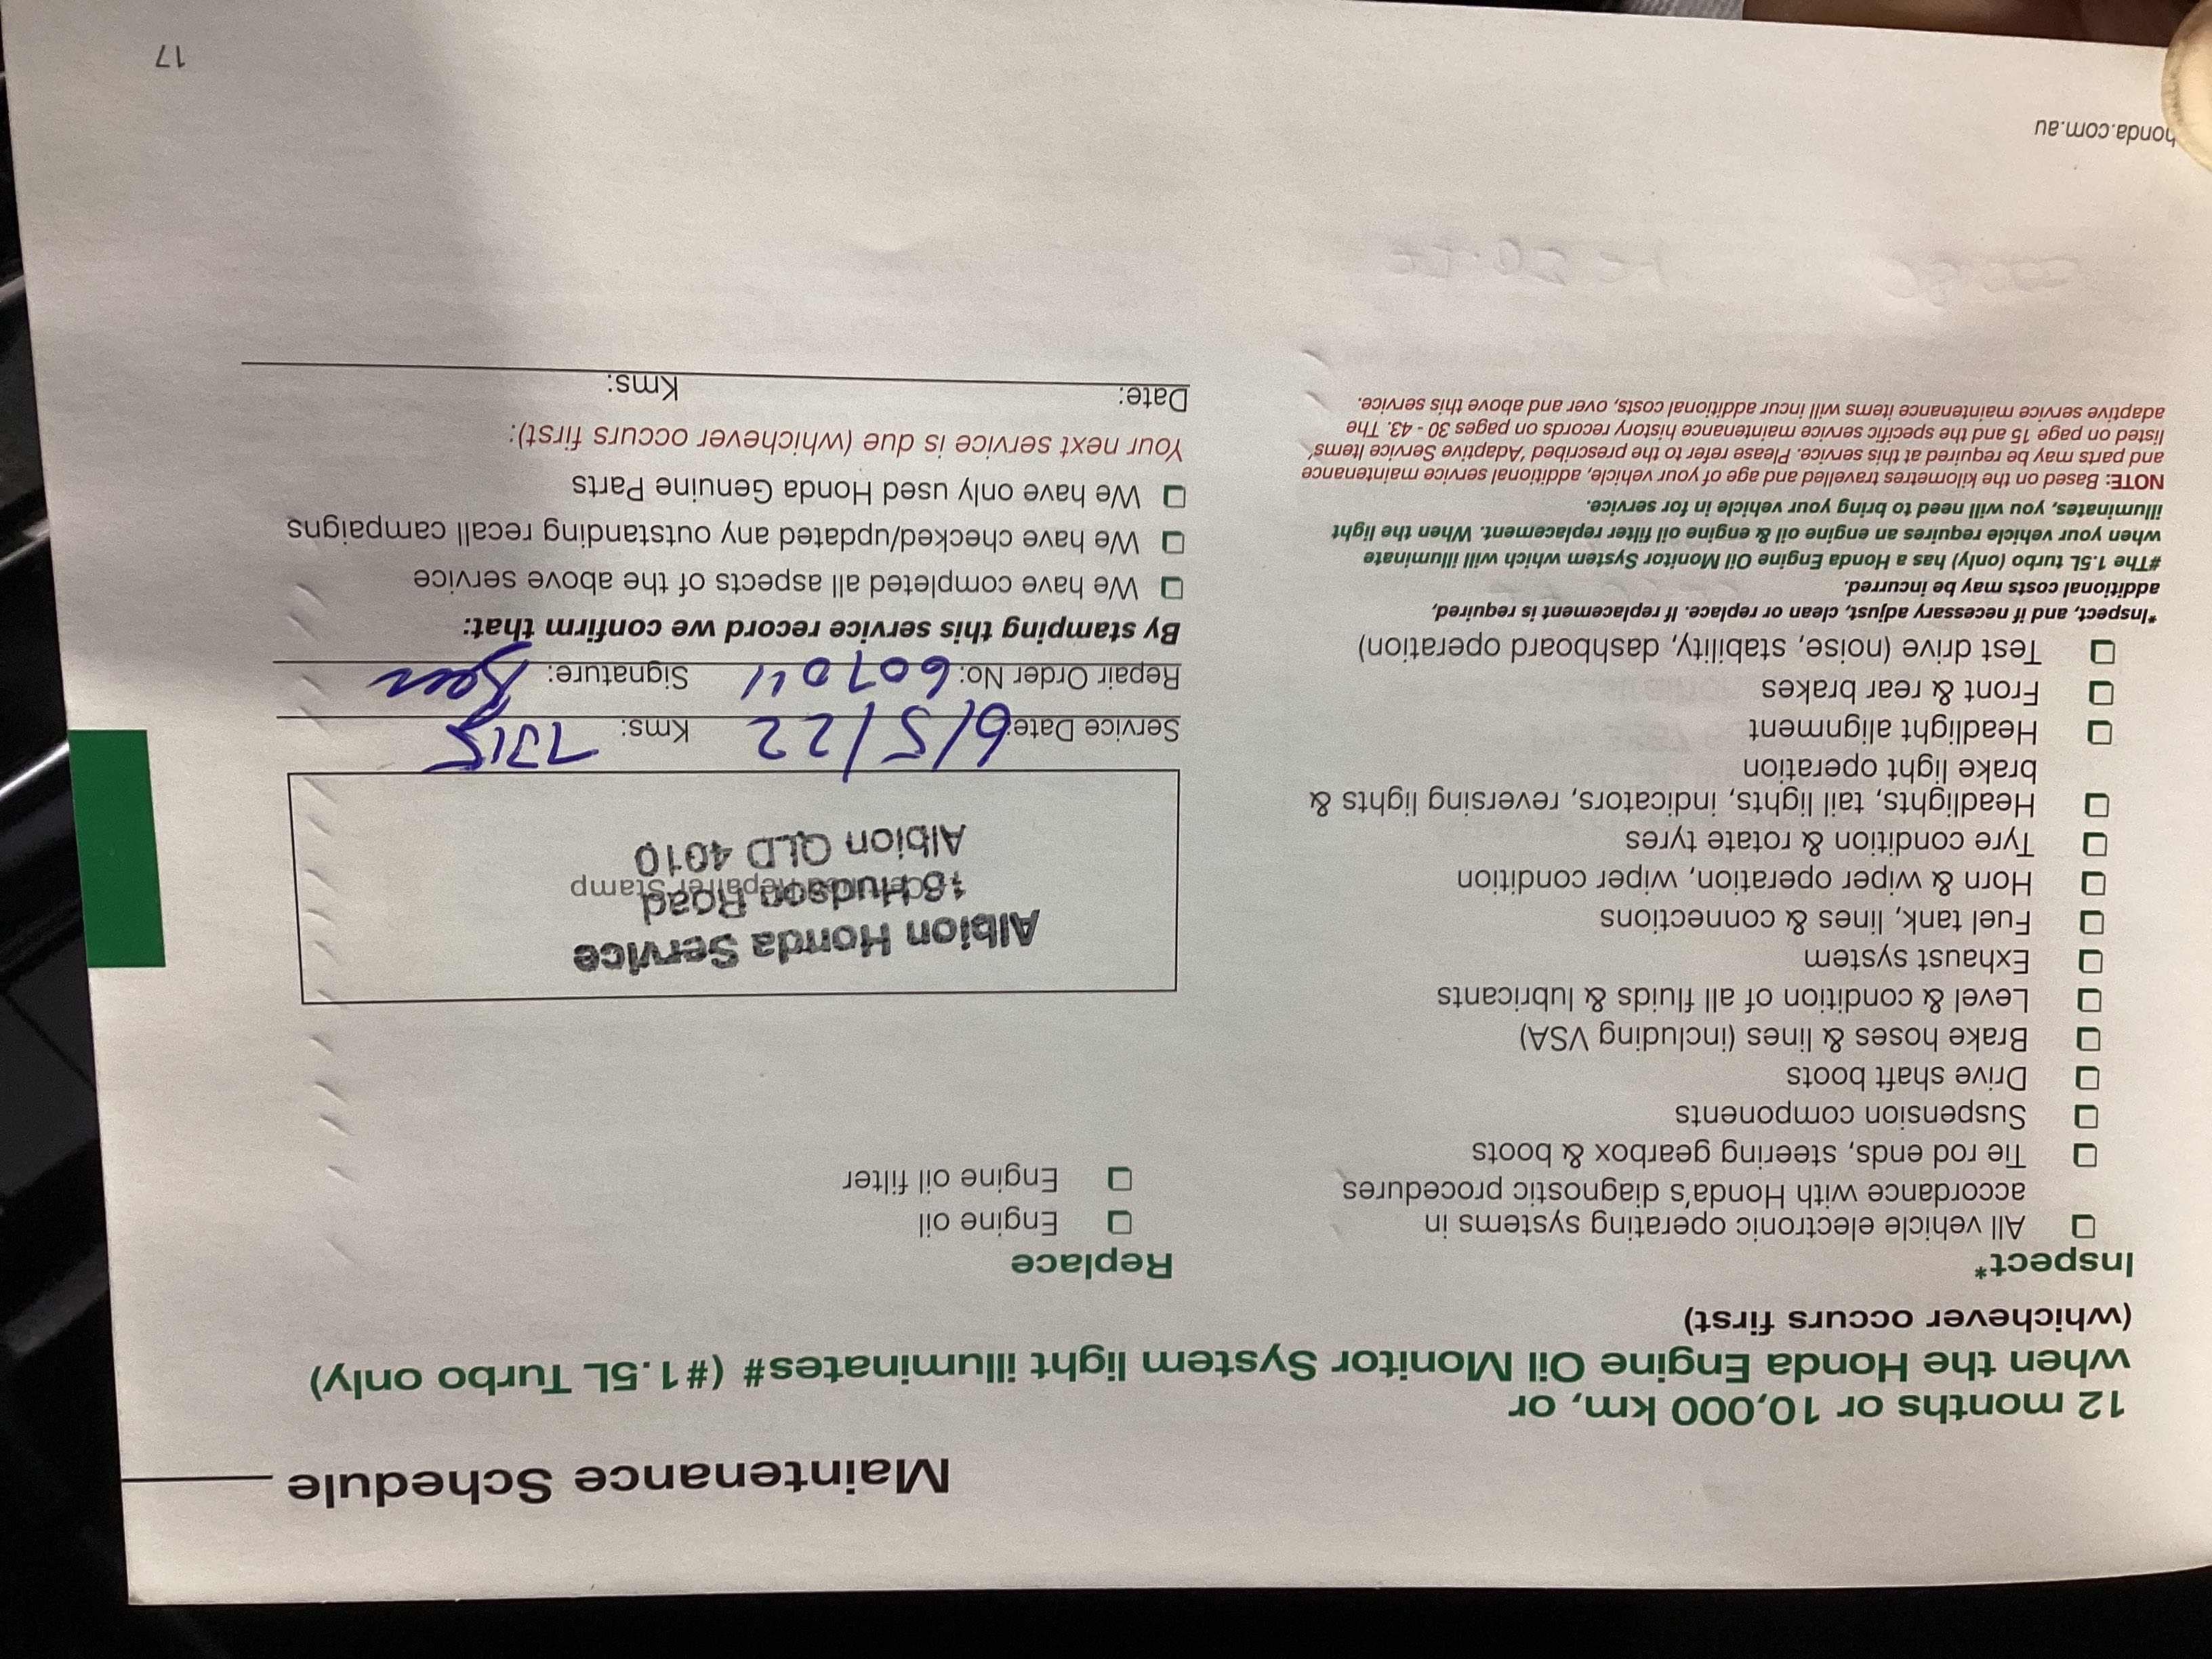 Maintenance Schedule
12 months or 10,000 km, or
when the Honda Engine Oil Monitor System light illuminates# (#1.5L Turbo only)
(whichever occurs first)
Inspect*
All vehicle electronic operating systems in
accordance with Honda's diagnostic procedures
Tie rod ends, steering gearbox & boots
Suspension components
Drive shaft boots
Brake hoses & lines (including VSA)
Level & condition of all fluids & lubricants
Exhaust system
Fuel tank, lines & connections
Horn & wiper operation, wiper condition
Tyre condition & rotate tyres
Headlights, tail lights, indicators, reversing lights &
brake light operation
Headlight alignment
Front & rear brakes
Test drive (noise, stability, dashboard operation)
*Inspect, and if necessary adjust, clean or replace. If replacement is required,
additional costs may be incurred.
#The 1.5L turbo (only) has a Honda Engine Oil Monitor System which will illuminate
when your vehicle requires an engine oil & engine oil filter replacement. When the light
illuminates, you will need to bring your vehicle in for service.
NOTE: Based on the kilometres travelled and age of your vehicle, additional service maintenance
and parts may be required at this service. Please refer to the prescribed 'Adaptive Service Items'
listed on page 15 and the specific service maintenance history records on pages 30 - 43. The
adaptive service maintenance items will incur additional costs, over and above this service.
honda.com.au
Replace
Engine oil
Engine oil filter
Albion Honda Service
Hudson Road
Repairer Stamp
Albion QLD 4010
Service Date: 6/5/22 Kms:
Repair Order No: 60704 Signature:
By stamping this service record we confirm that:
We have completed all aspects of the above service
We have checked/updated any outstanding recall campaigns
We have only used Honda Genuine Parts
Your next service is due (whichever occurs first):
Date: Kms:
17